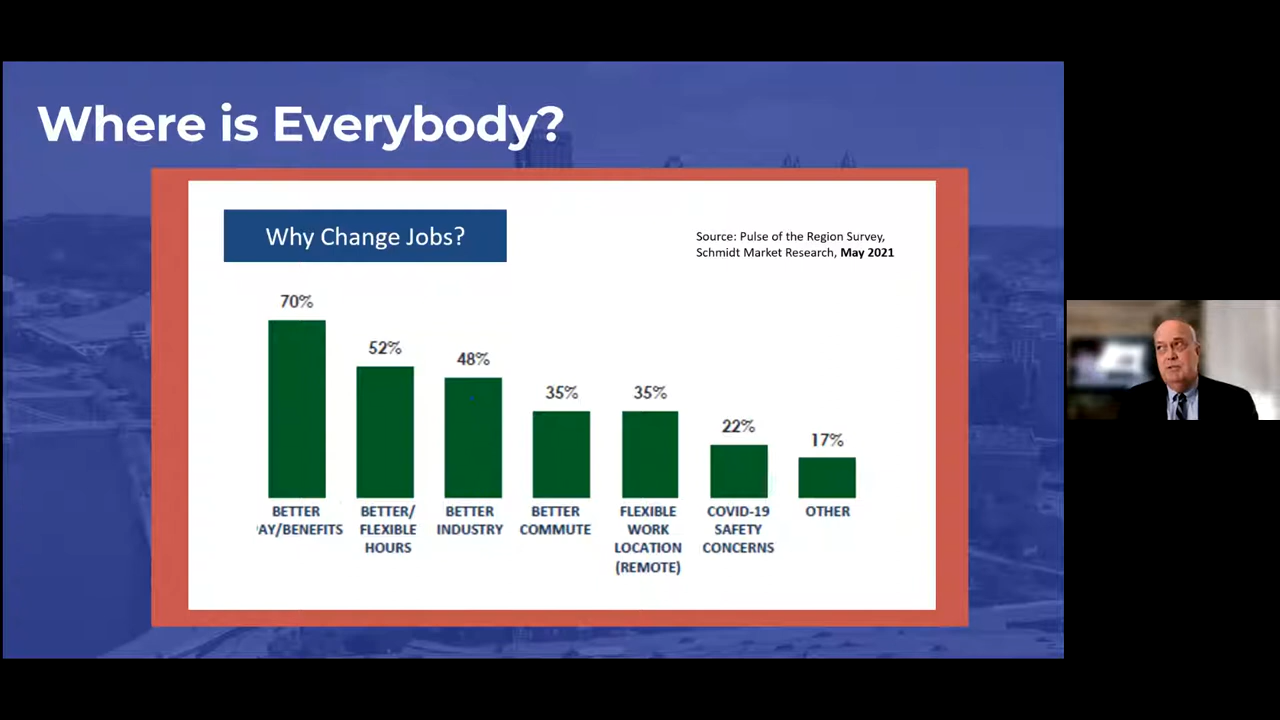 Where is Everybody?
Why Change Jobs?
Source: Pulse of the Region Survey,
Schmidt Market Research, May 2021
70%
52%
48%
35%
35%
22%
17%
BETTER
AY/BENEFITS
BETTER/
FLEXIBLE
HOURS
BETTER
INDUSTRY
BETTER
COMMUTE
FLEXIBLE
WORK
LOCATION
(REMOTE)
COVID-19
SAFETY
CONCERNS
OTHER